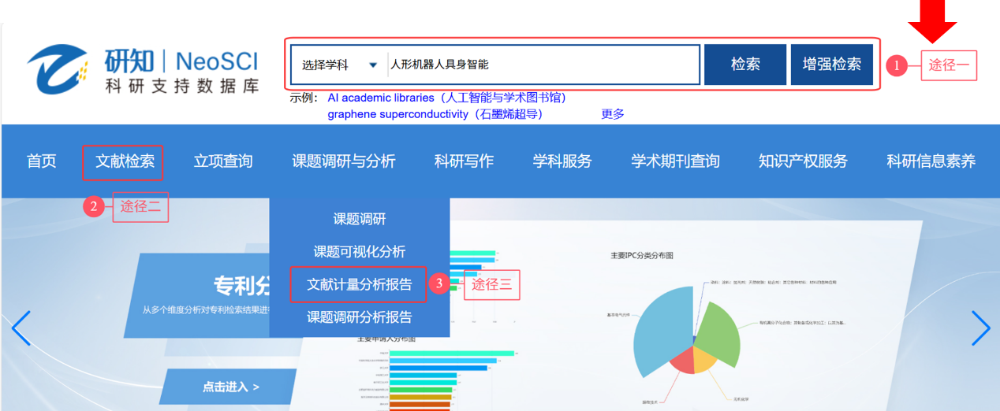 研知 | NeoSCI
科研支持数据库
选择学科 人形机器人具身智能 检索 增强检索 1 途径一
示例： AI academic libraries（人工智能与学术图书馆）
graphene superconductivity（石墨烯超导） 更多
首页 文献检索 立项查询 课题调研与分析 科研写作 学科服务 学术期刊查询 知识产权服务 科研信息素养
2 途径二
课题调研
课题可视化分析
文献计量分析报告 3 途径三
课题调研分析报告
专利分
从多个维度分析对专利检索结果进
点击进入 >
主要申请人分布图
主要IPC分类分布图
基本电气元件